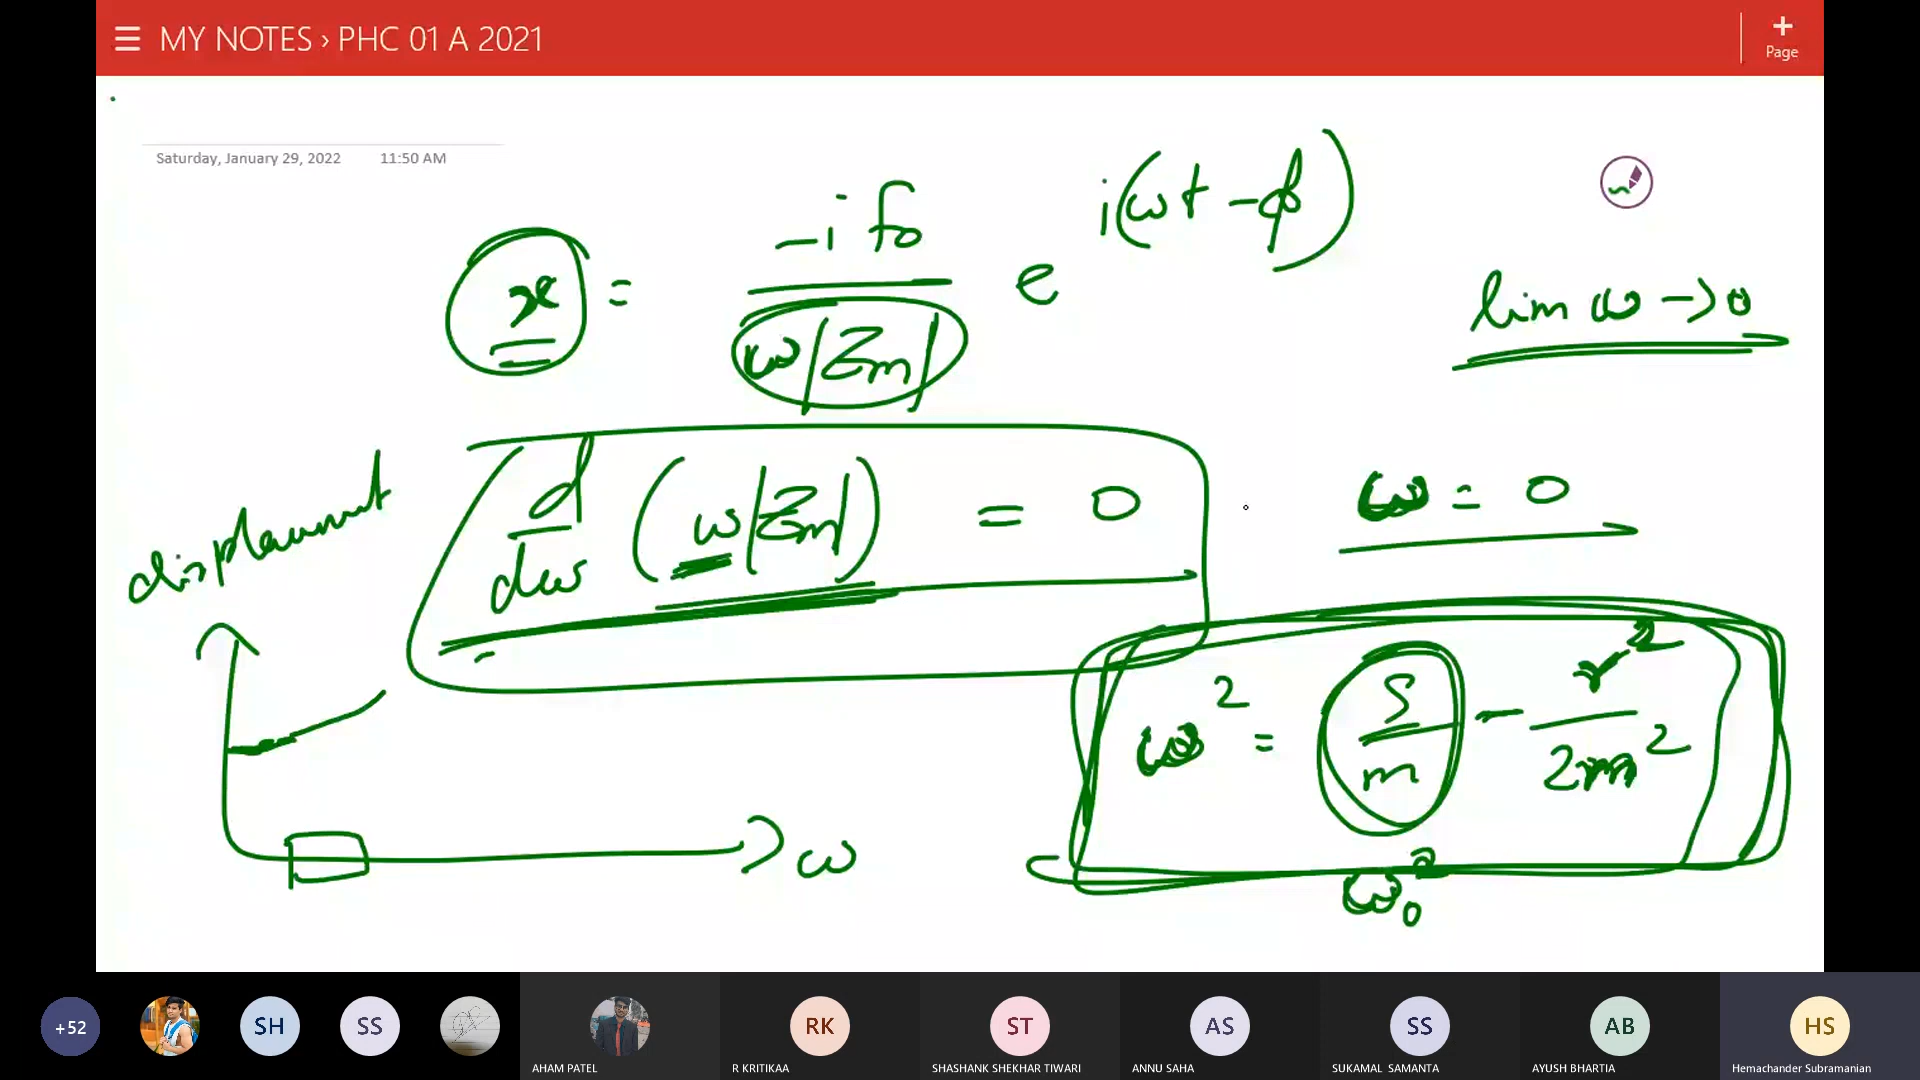 MY NOTES › PHC 01 A 2021
+
Page
Saturday, January 29, 2022 11:50 AM
x = -i fo / ω|Zm| e i(ωt - φ)
lim ω → 0
displacement
d/dω (ω|Zm|) = 0
ω = 0
ω² = S/m - r²/2m²
ω
ω₀²
+52 SH SS RK ST AS SS AB HS
AHAM PATEL R KRITIKAA SHASHANK SHEKHAR TIWARI ANNU SAHA SUKAMAL SAMANTA AYUSH BHARTIA Hemachander Subramanian